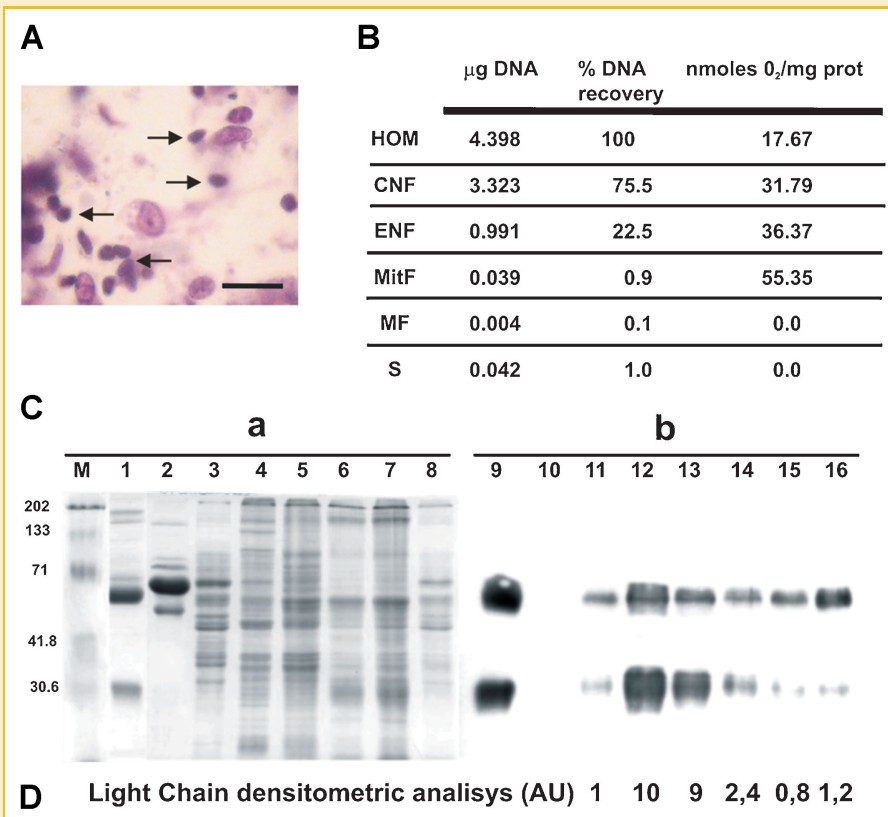 A
B
μg DNA % DNA recovery nmoles 0₂/mg prot
HOM 4.398 100 17.67
CNF 3.323 75.5 31.79
ENF 0.991 22.5 36.37
MitF 0.039 0.9 55.35
MF 0.004 0.1 0.0
S 0.042 1.0 0.0
C
a b
M 1 2 3 4 5 6 7 8 9 10 11 12 13 14 15 16
202
133
71
41.8
30.6
D Light Chain densitometric analisys (AU) 1 10 9 2,4 0,8 1,2